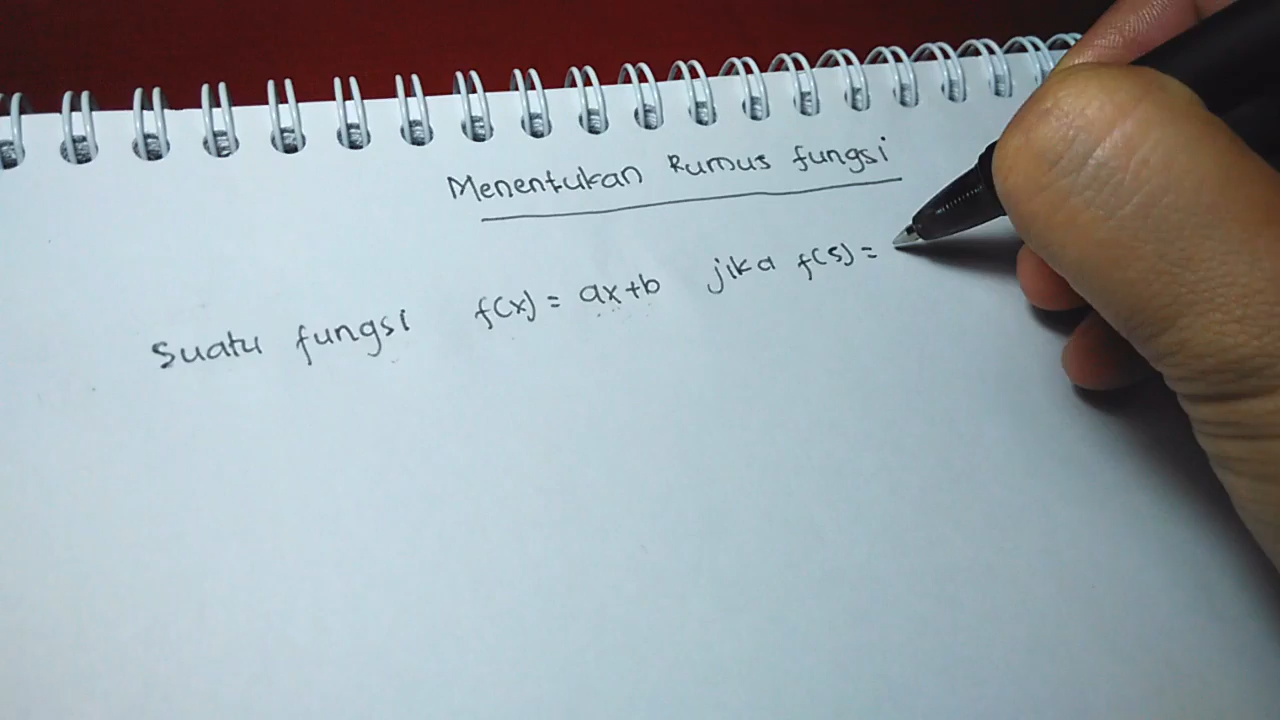 Menentukan Rumus fungsi
Suatu fungsi f(x) = ax+b jika f(5) =